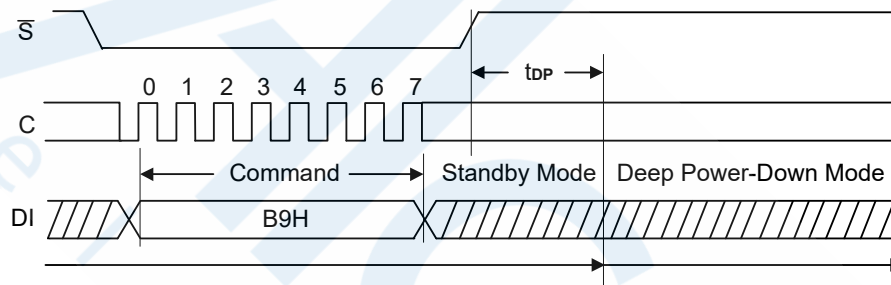 S
tDP
0 1 2 3 4 5 6 7
C
Command Standby Mode Deep Power-Down Mode
DI B9H